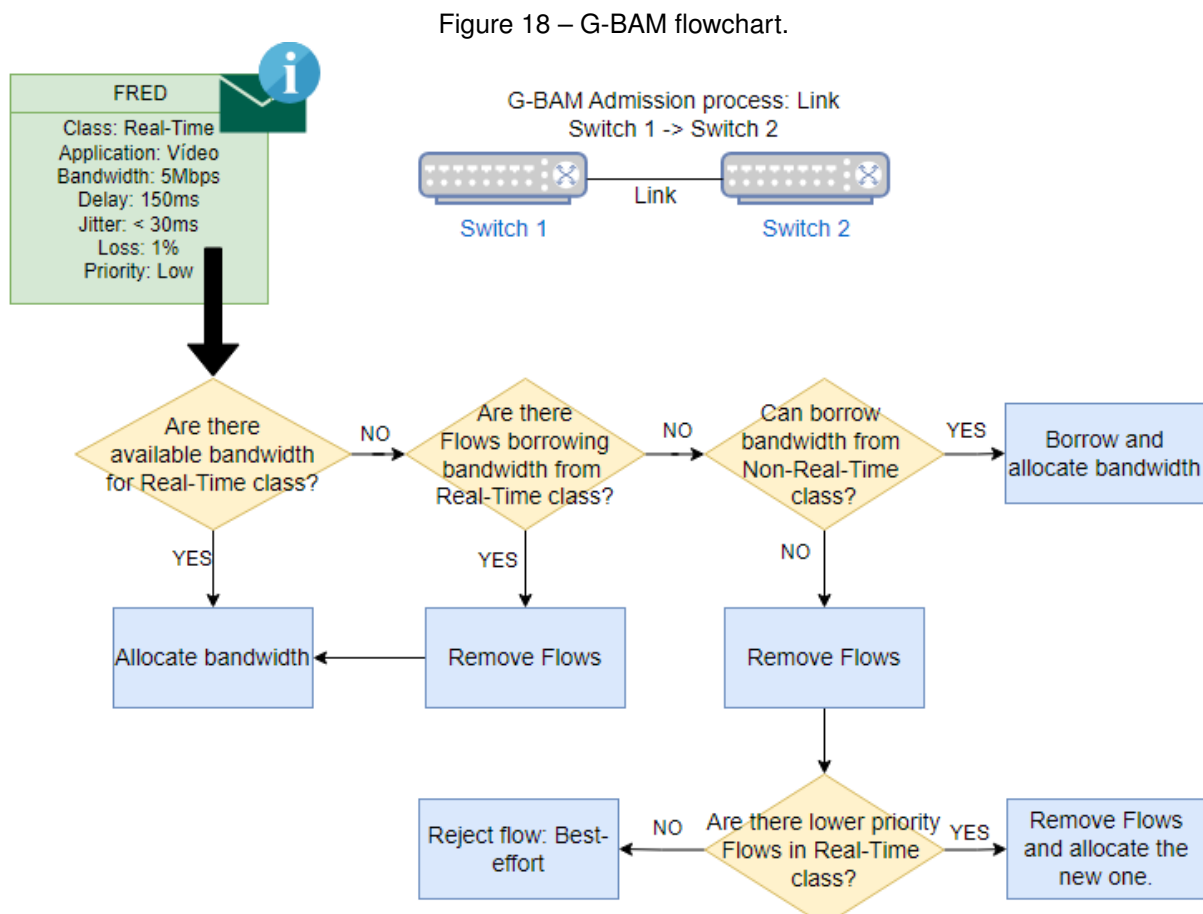 Figure 18 – G-BAM flowchart.
i
FRED
Class: Real-Time
Application: Vídeo
Bandwidth: 5Mbps
Delay: 150ms
Jitter: < 30ms
Loss: 1%
Priority: Low
G-BAM Admission process: Link
Switch 1 -> Switch 2
Link
Switch 1
Switch 2
Are there
available bandwidth
for Real-Time class?
NO
Are there
Flows borrowing
bandwidth from
Real-Time class?
NO
Can borrow
bandwidth from
Non-Real-Time
class?
YES
Borrow and
allocate bandwidth
YES
YES
NO
Allocate bandwidth
Remove Flows
Remove Flows
Reject flow: Best-
effort
NO
Are there lower priority
Flows in Real-Time
class?
YES
Remove Flows
and allocate the
new one.